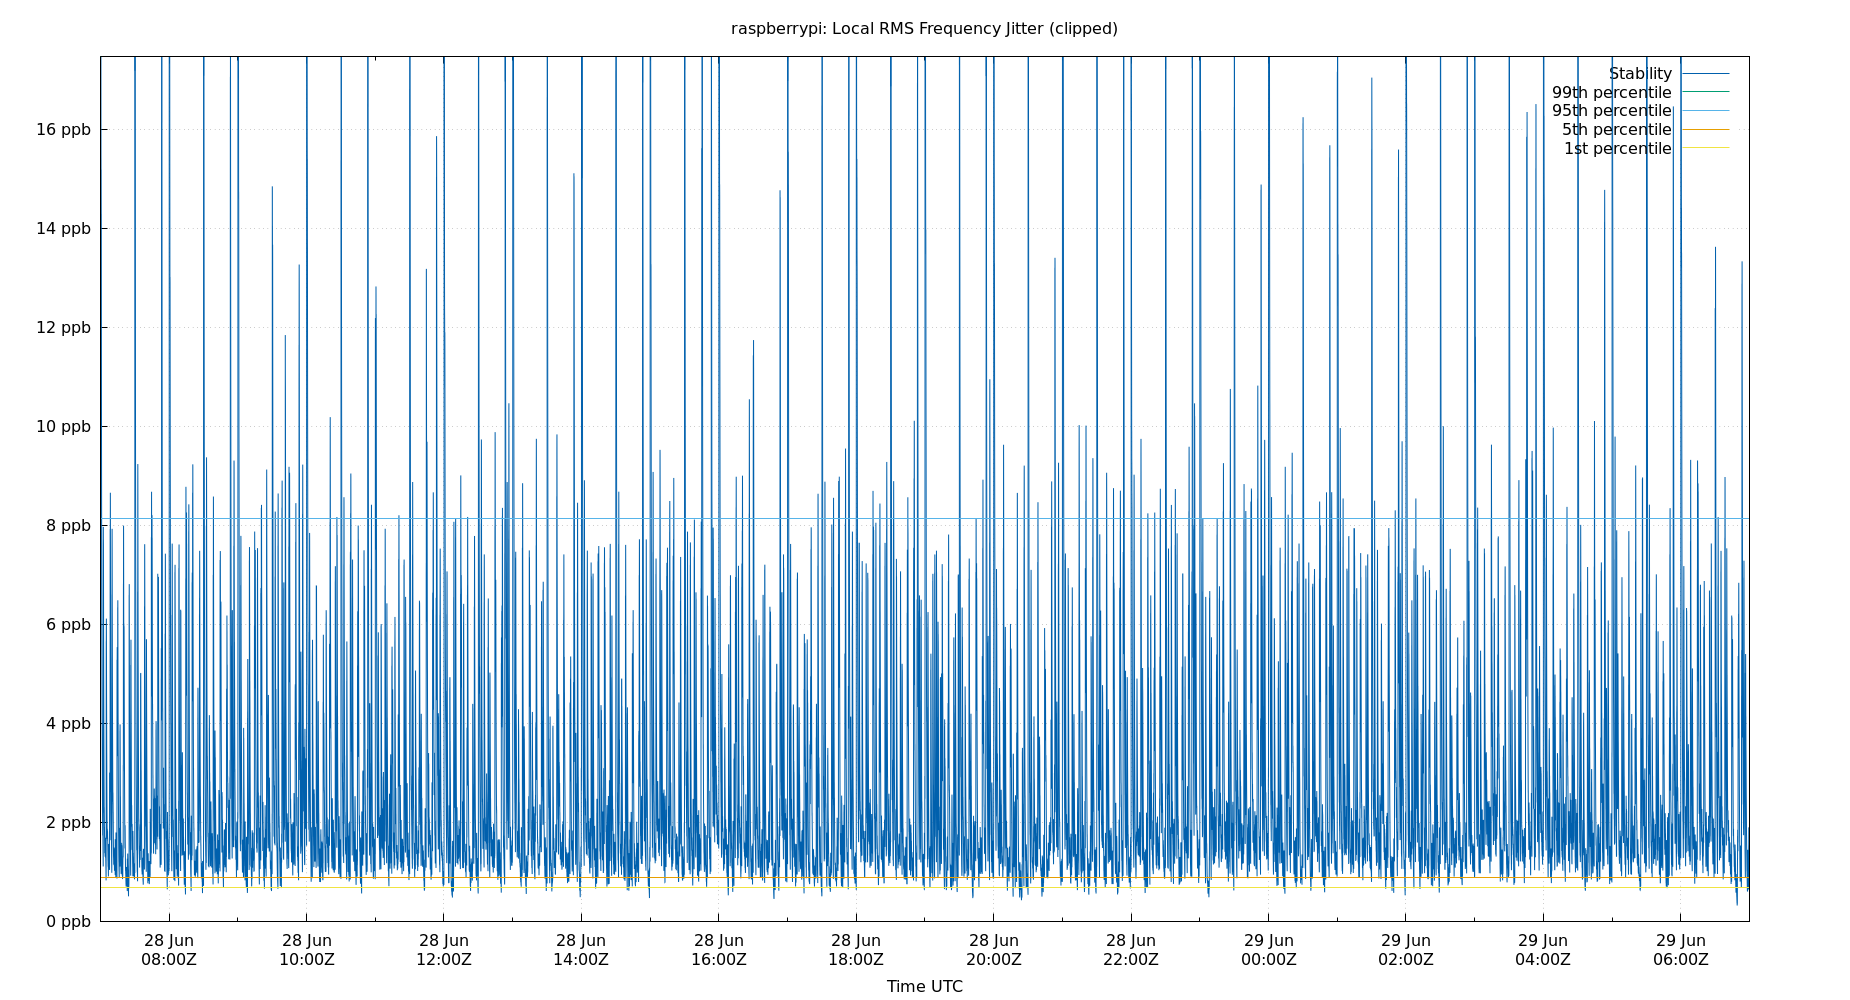 raspberrypi: Local RMS Frequency Jitter (clipped)
Stability
99th percentile
95th percentile
5th percentile
1st percentile
16 ppb
14 ppb
12 ppb
10 ppb
8 ppb
6 ppb
4 ppb
2 ppb
0 ppb
28 Jun 28 Jun 28 Jun 28 Jun 28 Jun 28 Jun 28 Jun 28 Jun 29 Jun 29 Jun 29 Jun 29 Jun
08:00Z 10:00Z 12:00Z 14:00Z 16:00Z 18:00Z 20:00Z 22:00Z 00:00Z 02:00Z 04:00Z 06:00Z
Time UTC